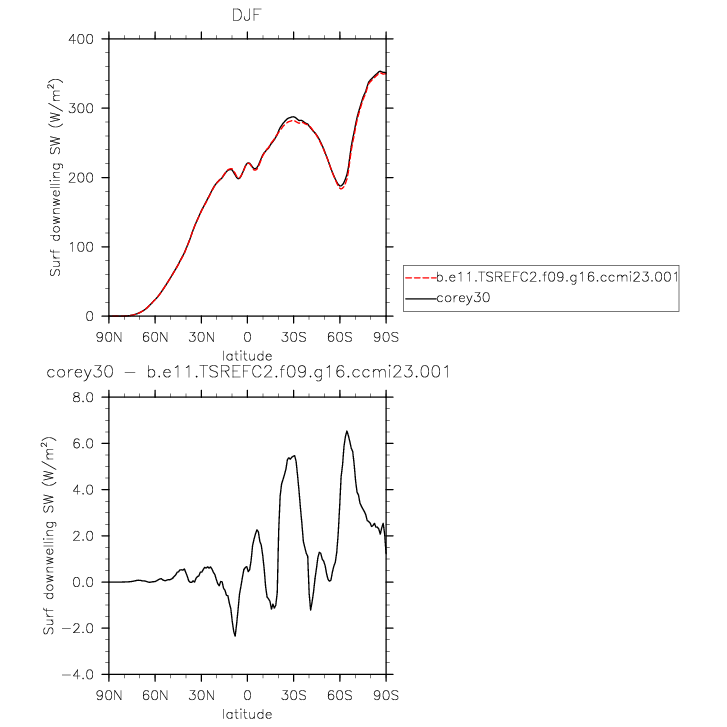 DJF
400
300
200
100
0
Surf downwelling SW (W/m²)
90N 60N 30N 0 30S 60S 90S
latitude
b.e11.TSREFC2.f09.g16.ccmi23.001
corey30
corey30 − b.e11.TSREFC2.f09.g16.ccmi23.001
8.0
6.0
4.0
2.0
0.0
−2.0
−4.0
Surf downwelling SW (W/m²)
90N 60N 30N 0 30S 60S 90S
latitude